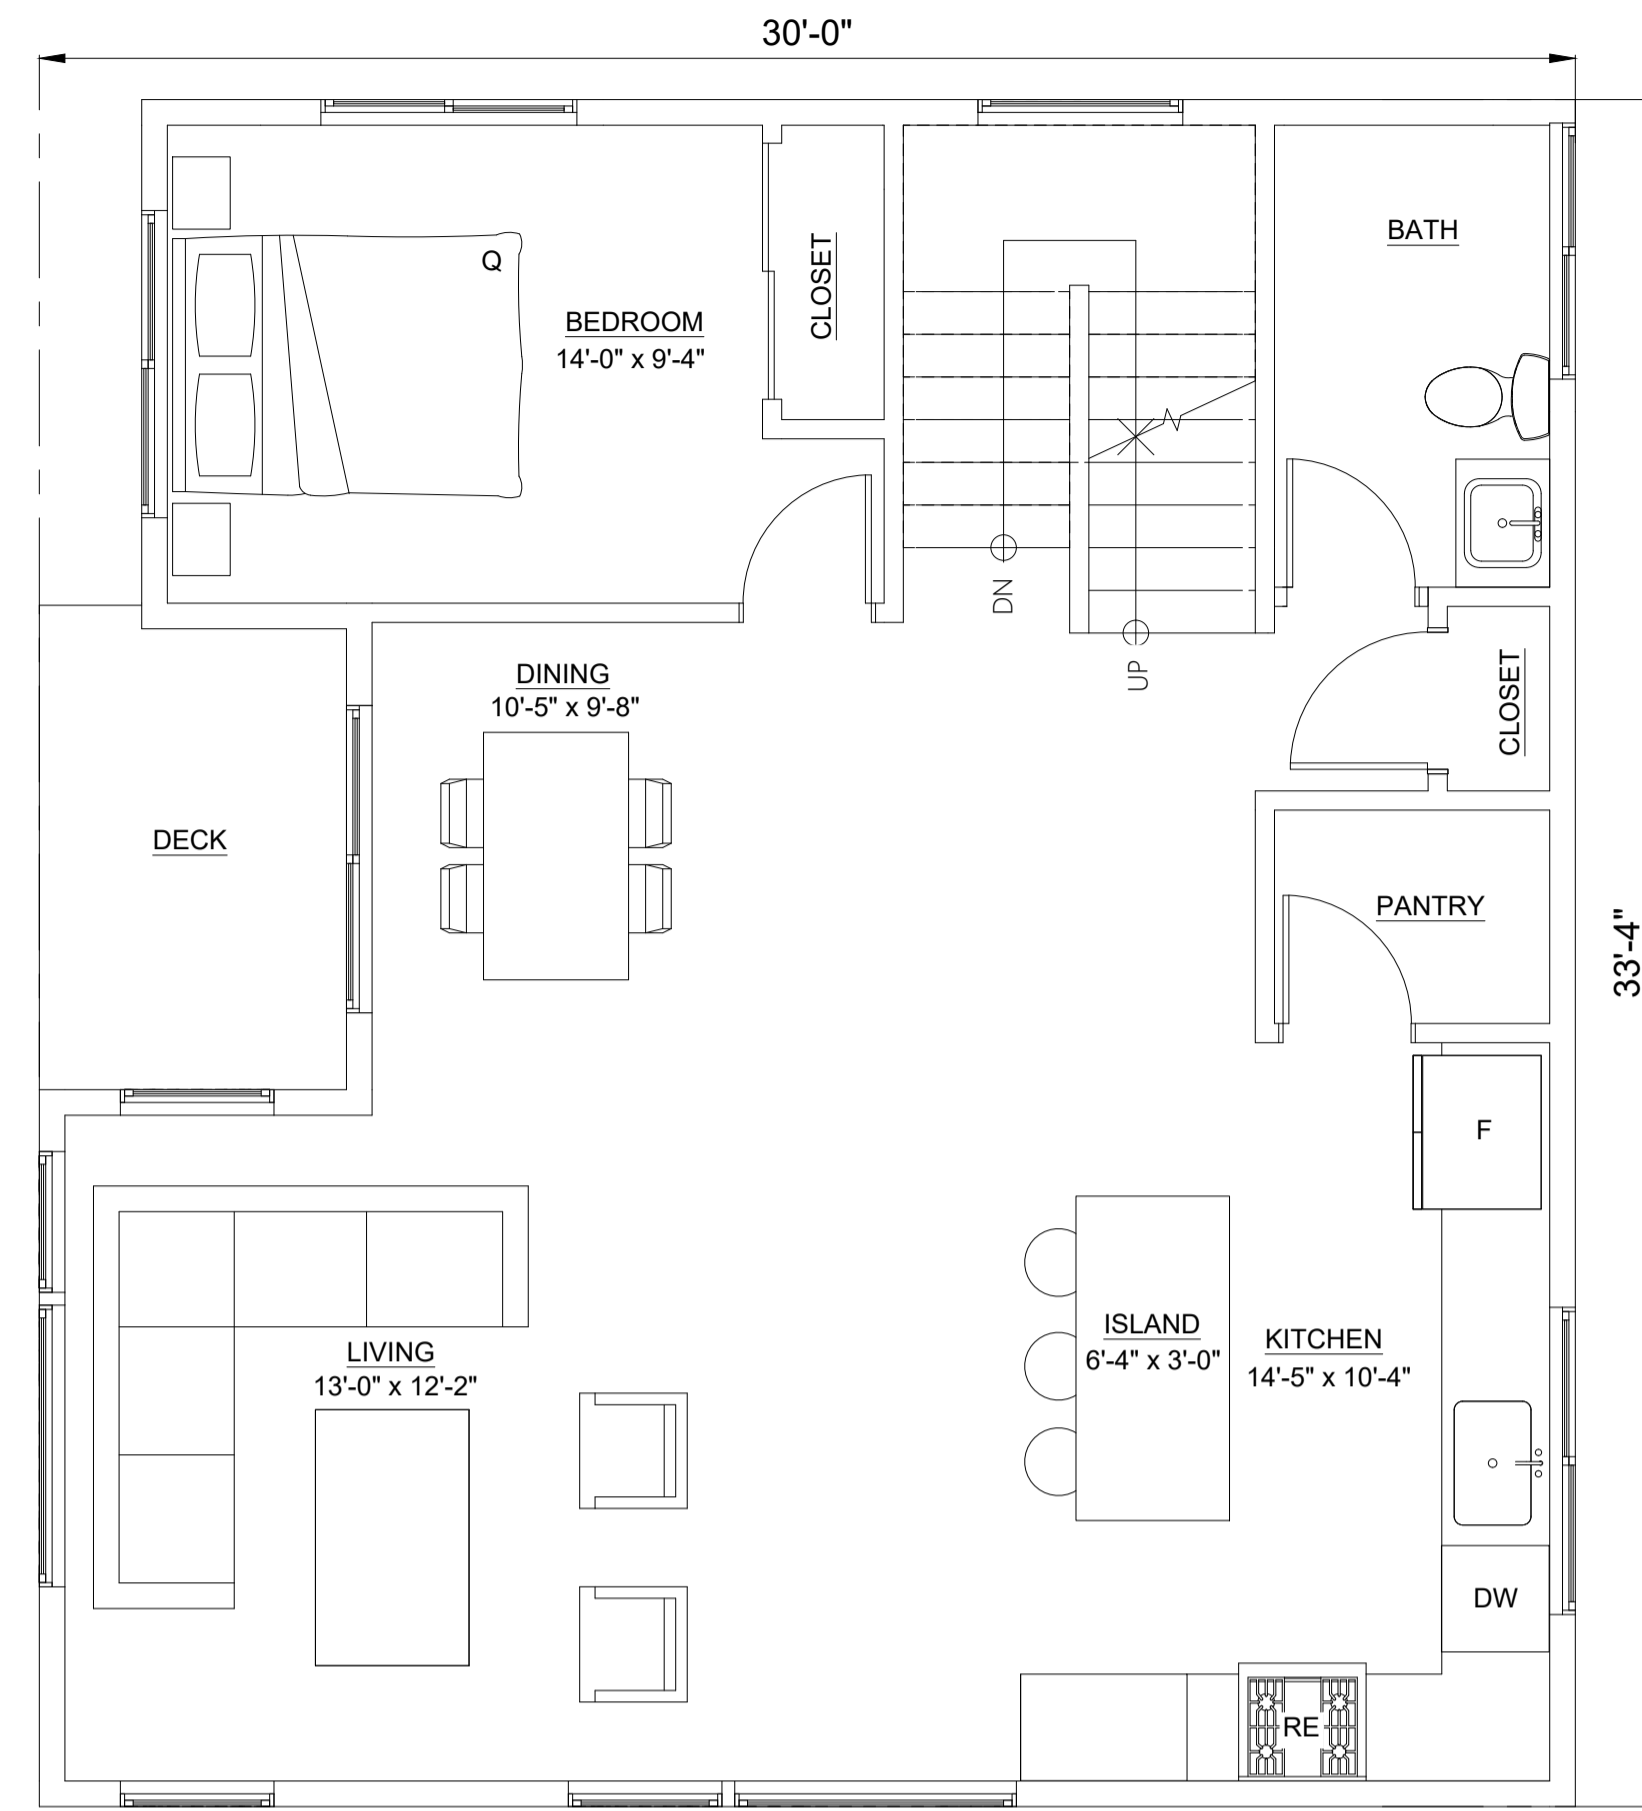 30'-0"
BATH
Q
CLOSET
BEDROOM
14'-0" x 9'-4"
DN
UP
DINING
10'-5" x 9'-8"
CLOSET
DECK
PANTRY
33'-4"
F
ISLAND
6'-4" x 3'-0"
KITCHEN
14'-5" x 10'-4"
LIVING
13'-0" x 12'-2"
DW
RE